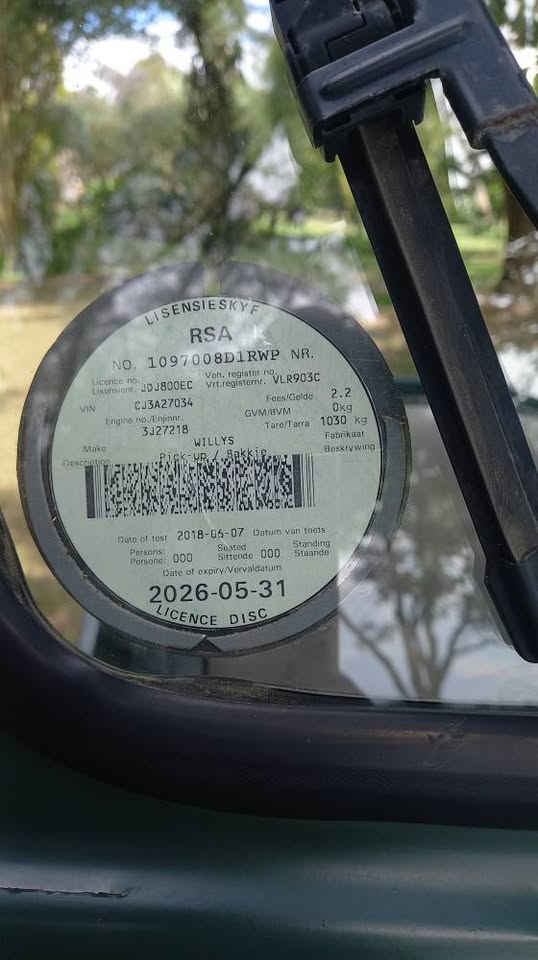 LISENSIESKYF
RSA
NO. 1097008D1RWP NR.
Licence no. Veh. register no.
Lisensienr. JDJ800EC Vrt.registernr. VLR903C
VIN CJ3A27034 Fees/Gelde 2.2
GVM/BVM 0kg
Engine no./Enjinnr. 3J27218 Tare/Tarra 1030 kg
Make WILLYS Fabrikaat
Description Pick-up / Bakkie Beskrywing
Date of test 2018-06-07 Datum van toets
Persons: Seated Standing
Persone: 000 Sittende 000 Staande
Date of expiry/Vervaldatum
2026-05-31
LICENCE DISC